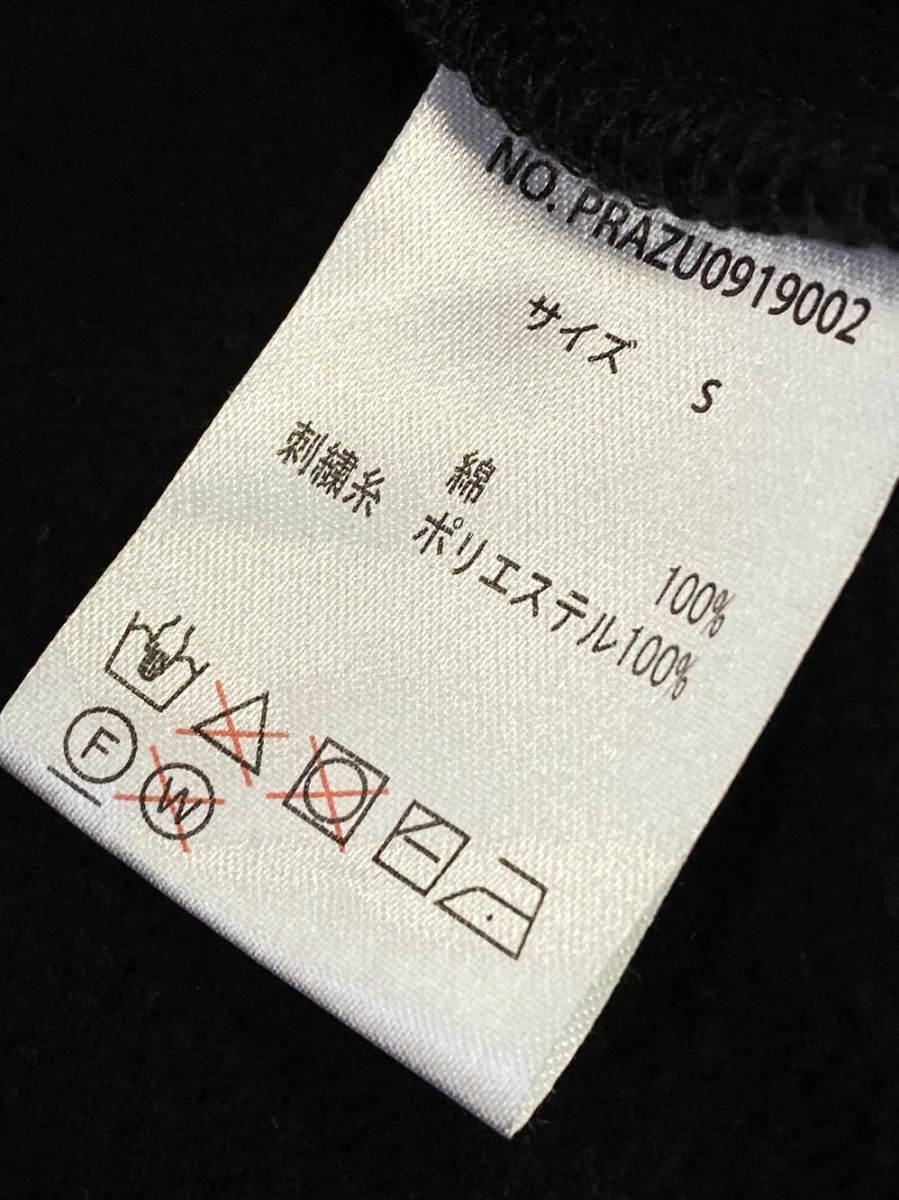 NO. PRAZU0919002
サイズ S
綿 100%
刺繍糸 ポリエステル100%
F
W